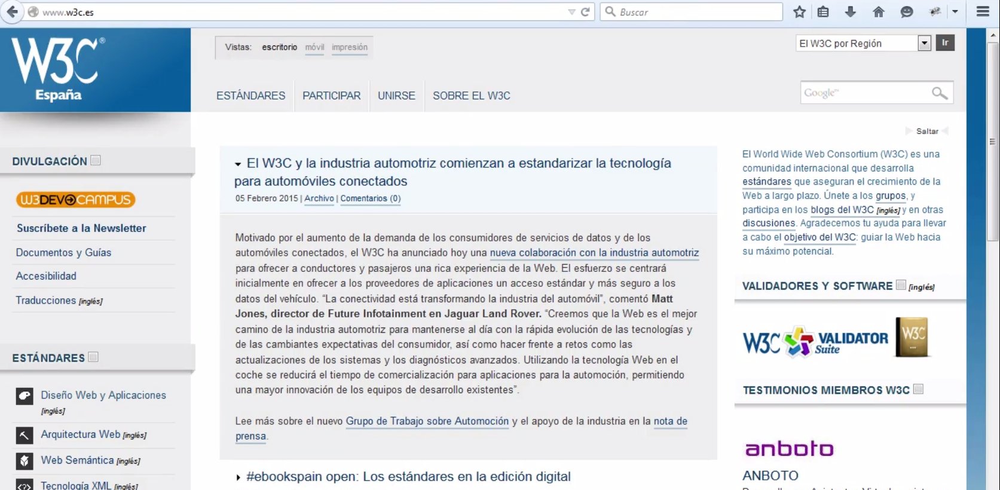 www.w3c.es
Buscar
W3C®
España
Vistas: escritorio móvil impresión
El W3C por Región
Ir
ESTÁNDARES PARTICIPAR UNIRSE SOBRE EL W3C
Google™
Saltar
DIVULGACIÓN
W3DEVCAMPUS
Suscríbete a la Newsletter
Documentos y Guías
Accesibilidad
Traducciones [inglés]
ESTÁNDARES
Diseño Web y Aplicaciones
[inglés]
Arquitectura Web [inglés]
Web Semántica [inglés]
Tecnología XML [inglés]
El W3C y la industria automotriz comienzan a estandarizar la tecnología
para automóviles conectados
05 Febrero 2015 | Archivo | Comentarios (0)
Motivado por el aumento de la demanda de los consumidores de servicios de datos y de los
automóviles conectados, el W3C ha anunciado hoy una nueva colaboración con la industria automotriz
para ofrecer a conductores y pasajeros una rica experiencia de la Web. El esfuerzo se centrará
inicialmente en ofrecer a los proveedores de aplicaciones un acceso estándar y más seguro a los
datos del vehículo. “La conectividad está transformando la industria del automóvil”, comentó Matt
Jones, director de Future Infotainment en Jaguar Land Rover. “Creemos que la Web es el mejor
camino de la industria automotriz para mantenerse al día con la rápida evolución de las tecnologías y
de las cambiantes expectativas del consumidor, así como hacer frente a retos como las
actualizaciones de los sistemas y los diagnósticos avanzados. Utilizando la tecnología Web en el
coche se reducirá el tiempo de comercialización para aplicaciones para la automoción, permitiendo
una mayor innovación de los equipos de desarrollo existentes”.
Lee más sobre el nuevo Grupo de Trabajo sobre Automoción y el apoyo de la industria en la nota de
prensa.
#ebookspain open: Los estándares en la edición digital
El World Wide Web Consortium (W3C) es una
comunidad internacional que desarrolla
estándares que aseguran el crecimiento de la
Web a largo plazo. Únete a los grupos, y
participa en los blogs del W3C [inglés] y en otras
discusiones. Agradecemos tu ayuda para llevar
a cabo el objetivo del W3C: guiar la Web hacia
su máximo potencial.
VALIDADORES Y SOFTWARE [inglés]
W3C VALIDATOR
Suite
W3C
TESTIMONIOS MIEMBROS W3C
anboto
ANBOTO